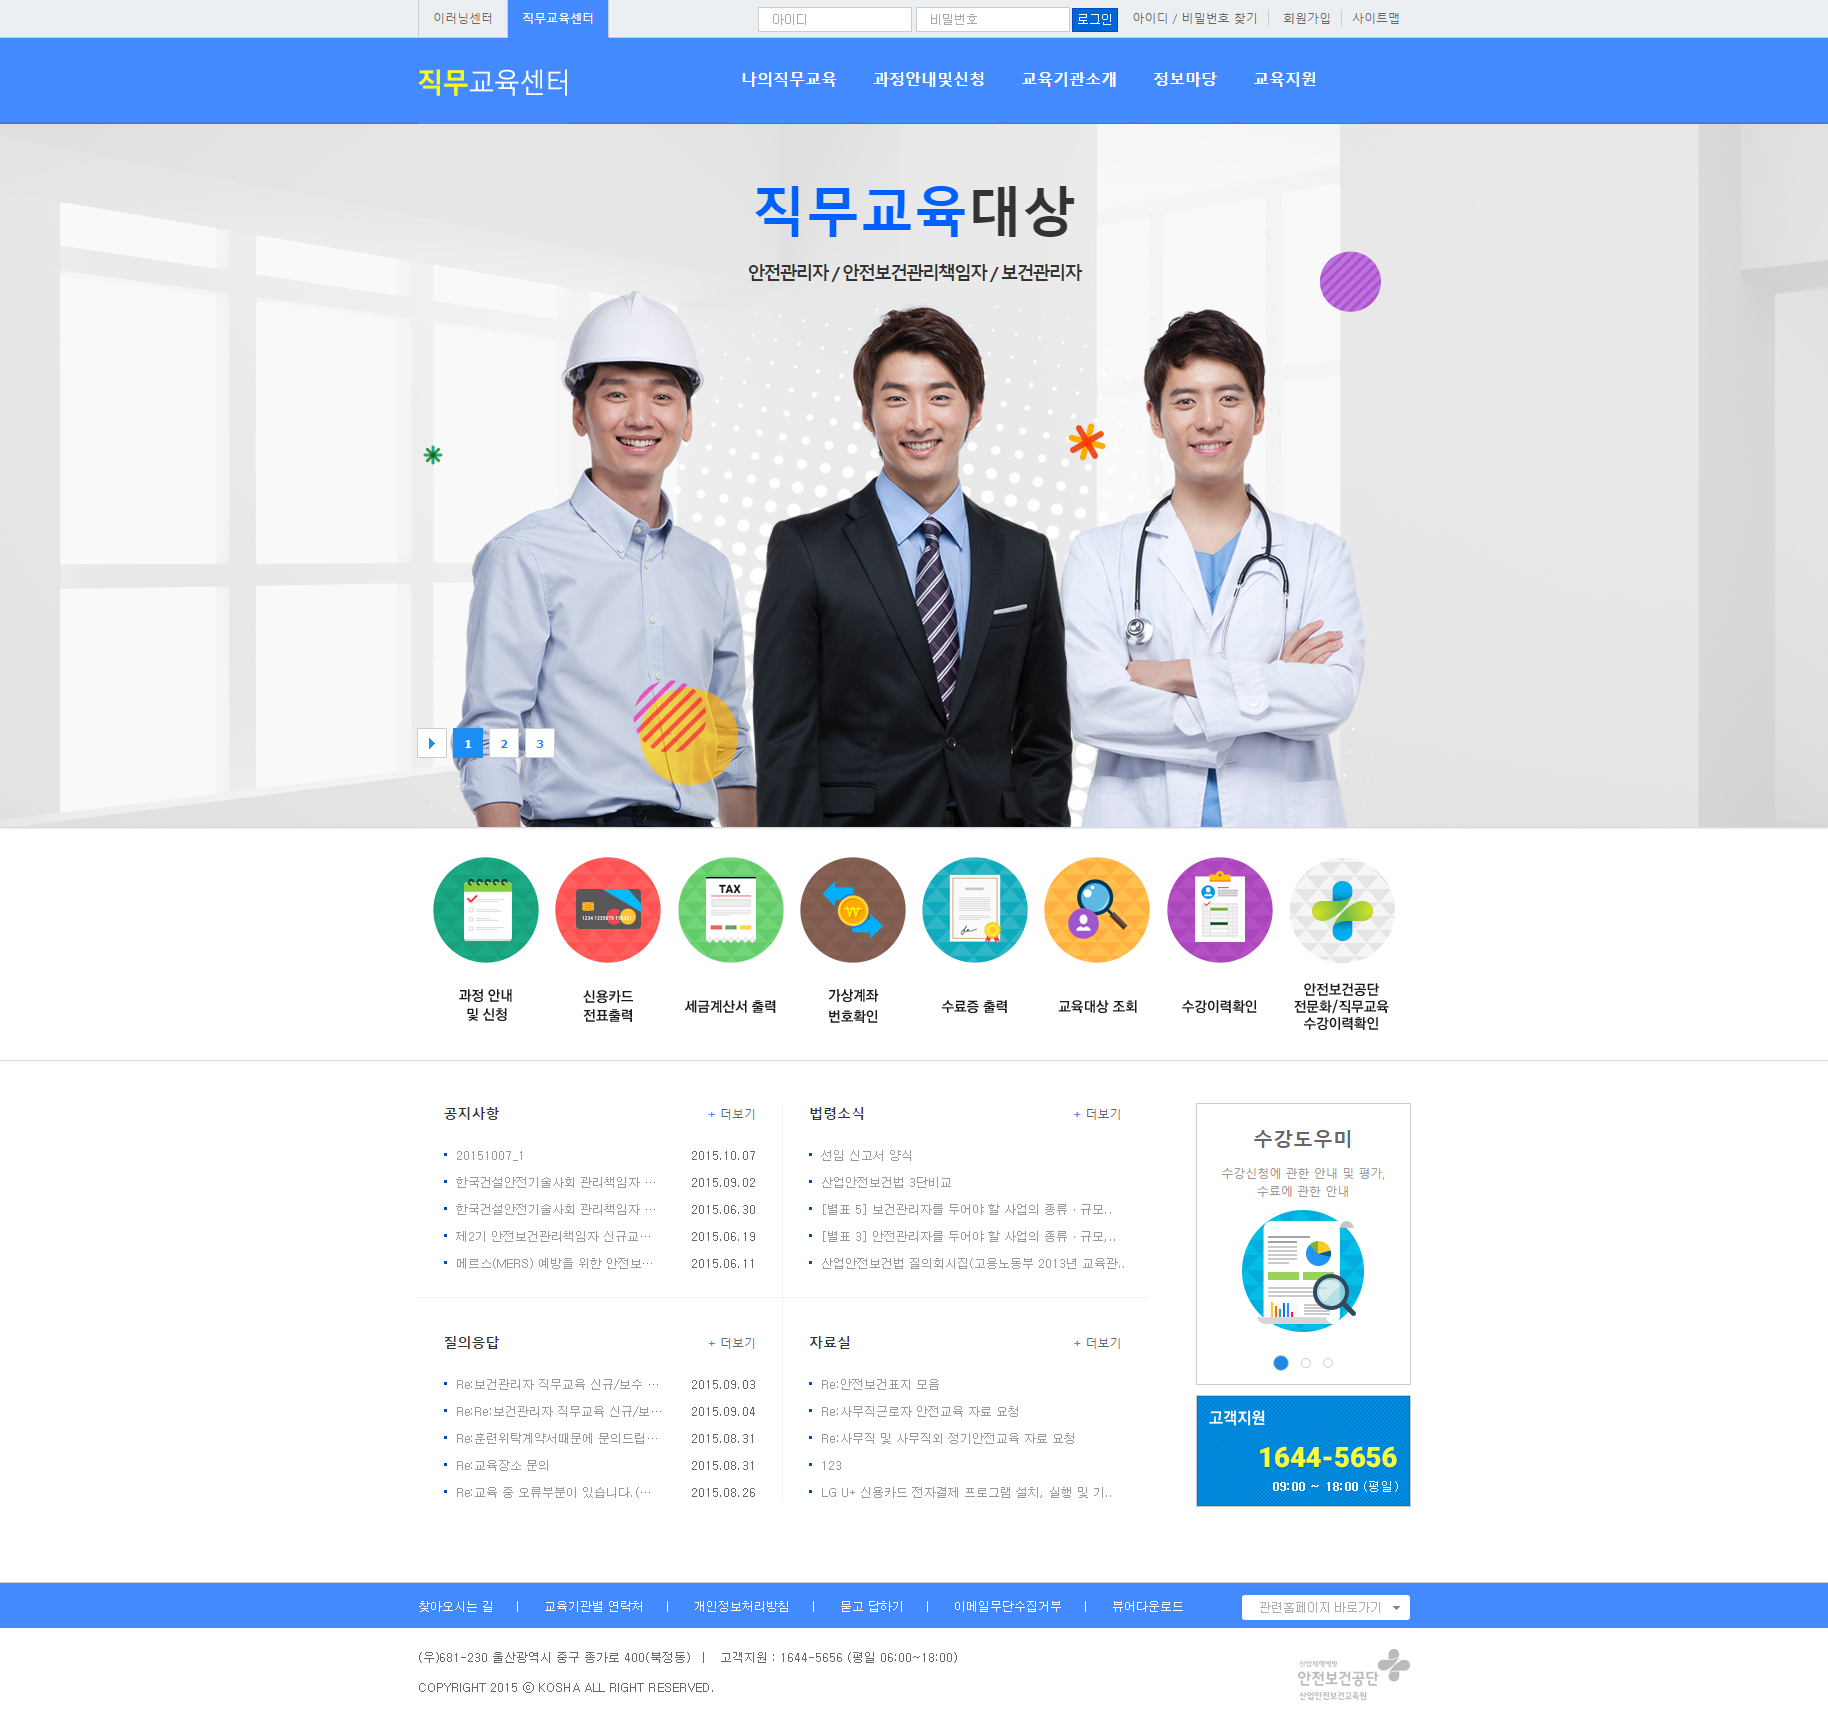 이러닝센터 직무교육센터 아이디 비밀번호 로그인 아이디 / 비밀번호 찾기 회원가입 사이트맵
직무교육센터 나의직무교육 과정안내및신청 교육기관소개 정보마당 교육지원
직무교육대상
안전관리자 / 안전보건관리책임자 / 보건관리자
1 2 3
TAX
1234 1235679 156321
과정 안내
및 신청
신용카드
전표출력
세금계산서 출력
가상계좌
번호확인
수료증 출력
교육대상 조회
수강이력확인
안전보건공단
전문화/직무교육
수강이력확인
공지사항 + 더보기
20151007_1 2015.10.07
한국건설안전기술사회 관리책임자 … 2015.09.02
한국건설안전기술사회 관리책임자 … 2015.06.30
제2기 안전보건관리책임자 신규교… 2015.06.19
메르스(MERS) 예방을 위한 안전보… 2015.06.11
법령소식 + 더보기
선임 신고서 양식
산업안전보건법 3단비교
[별표 5] 보건관리자를 두어야 할 사업의 종류 · 규모..
[별표 3] 안전관리자를 두어야 할 사업의 종류 · 규모,..
산업안전보건법 질의회시집(고용노동부 2013년 교육관..
질의응답 + 더보기
Re:보건관리자 직무교육 신규/보수 … 2015.09.03
Re:Re:보건관리자 직무교육 신규/보… 2015.09.04
Re:훈련위탁계약서때문에 문의드립… 2015.08.31
Re:교육장소 문의 2015.08.31
Re:교육 중 오류부분이 있습니다.(… 2015.08.26
자료실 + 더보기
Re:안전보건표지 모음
Re:사무직근로자 안전교육 자료 요청
Re:사무직 및 사무직외 정기안전교육 자료 요청
123
LG U+ 신용카드 전자결제 프로그램 설치, 실행 및 기..
수강도우미
수강신청에 관한 안내 및 평가,
수료에 관한 안내
고객지원
1644-5656
09:00 ~ 18:00 (평일)
찾아오시는 길 | 교육기관별 연락처 | 개인정보처리방침 | 묻고 답하기 | 이메일무단수집거부 | 뷰어다운로드 관련홈페이지 바로가기
(우)681-230 울산광역시 중구 종가로 400(북정동) | 고객지원 : 1644-5656 (평일 06:00~18:00)
COPYRIGHT 2015 ⓒ KOSHA ALL RIGHT RESERVED.
산업재해예방
안전보건공단
산업안전보건교육원